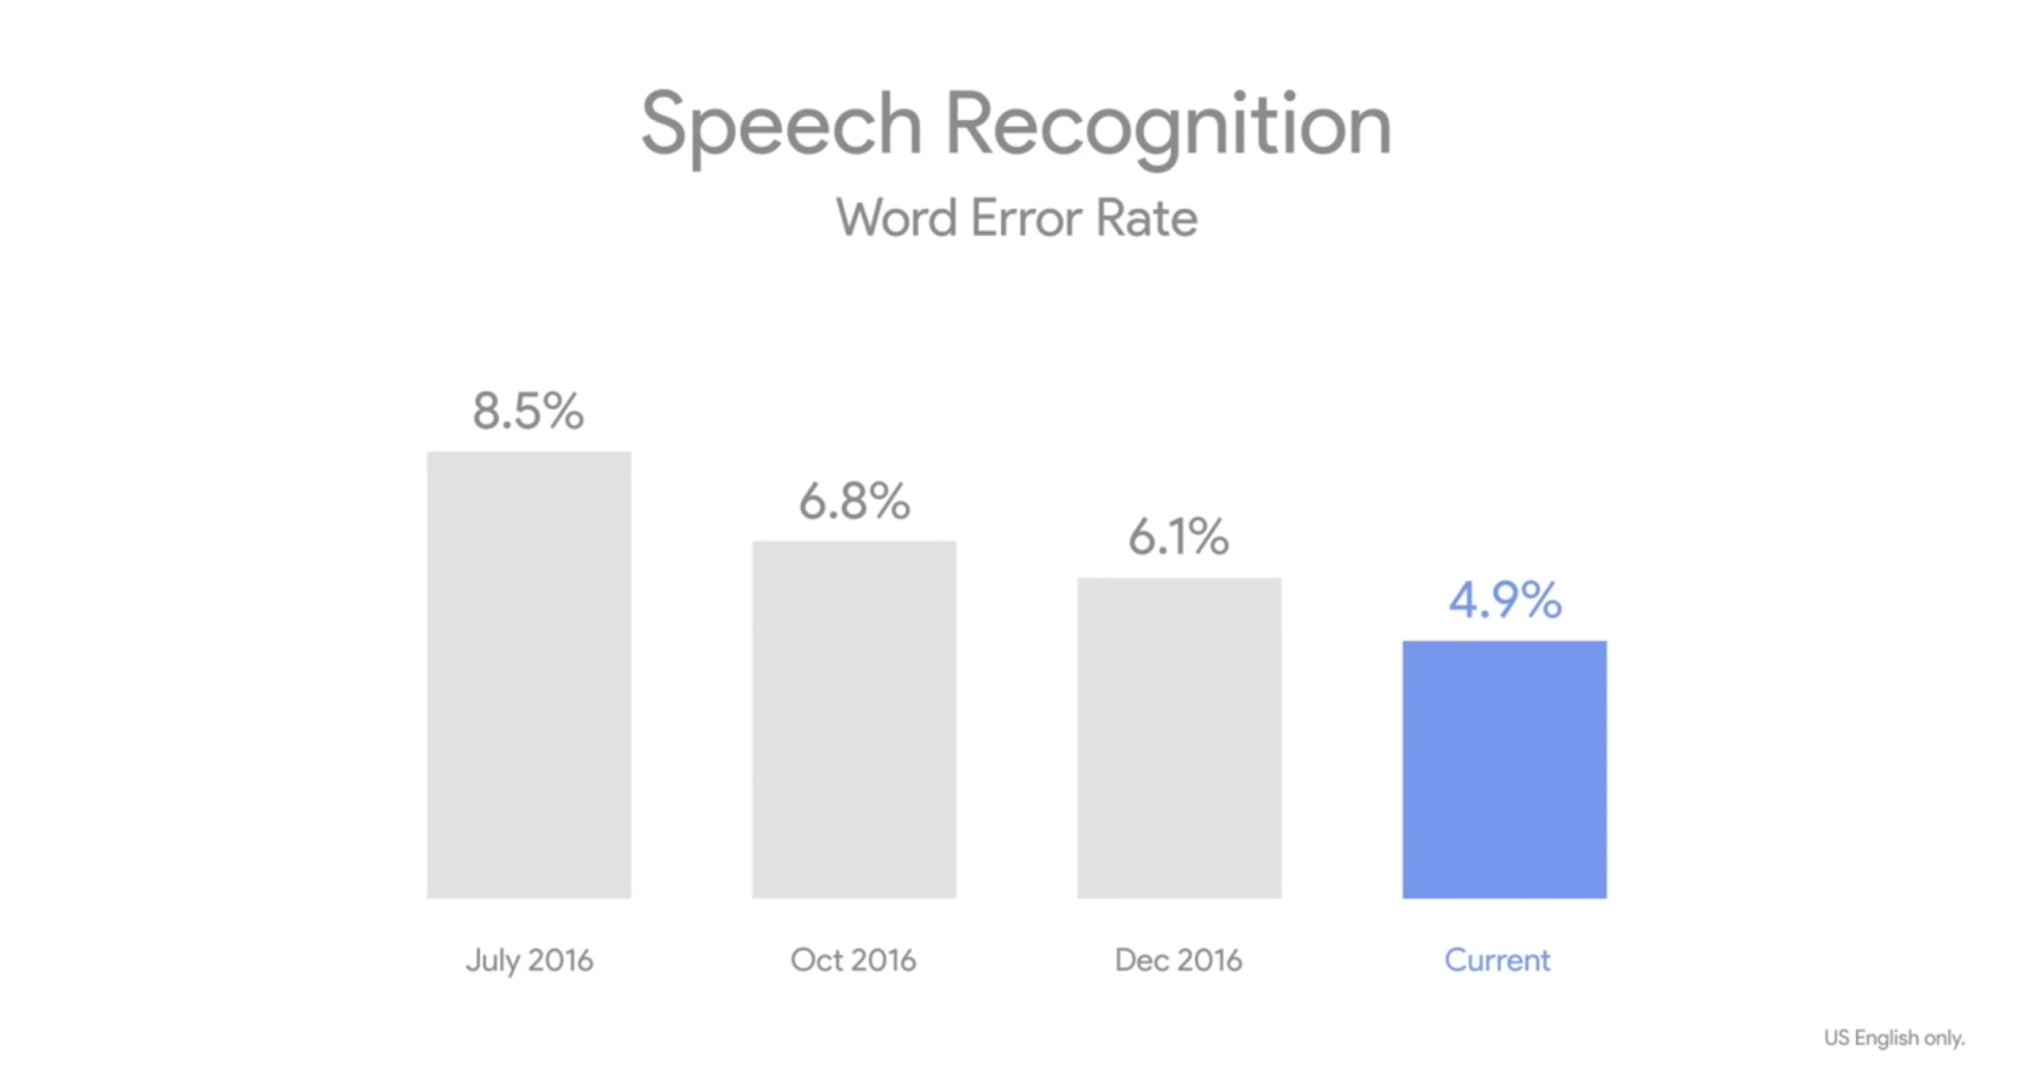 Speech Recognition
Word Error Rate
8.5%
6.8%
6.1%
4.9%
July 2016
Oct 2016
Dec 2016
Current
US English only.